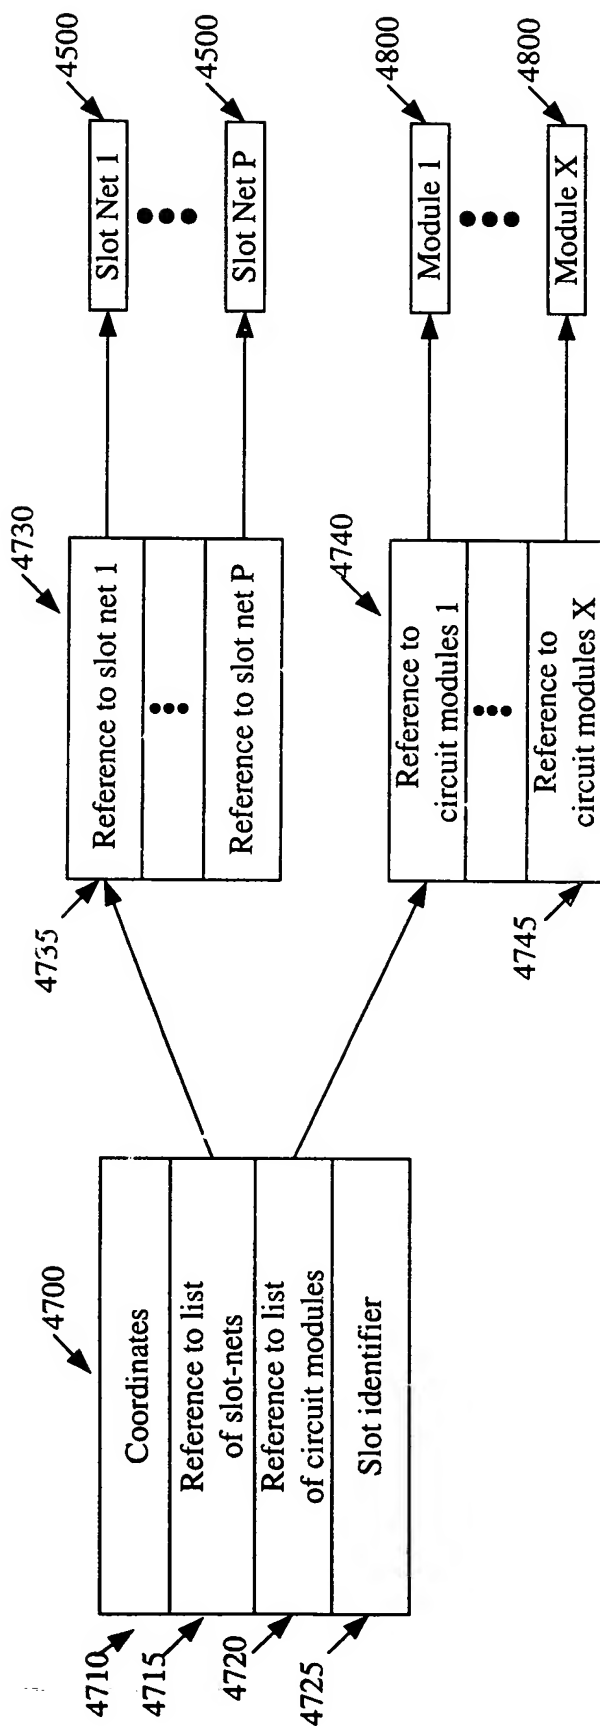 4700
4710
Coordinates
4715
Reference to list
of slot-nets
4720
Reference to list
of circuit modules
4725
Slot identifier
4730
4735
Reference to slot net 1
Reference to slot net P
4740
Reference to
circuit modules 1
4745
Reference to
circuit modules X
4500
Slot Net 1
4500
Slot Net P
4800
Module 1
4800
Module X